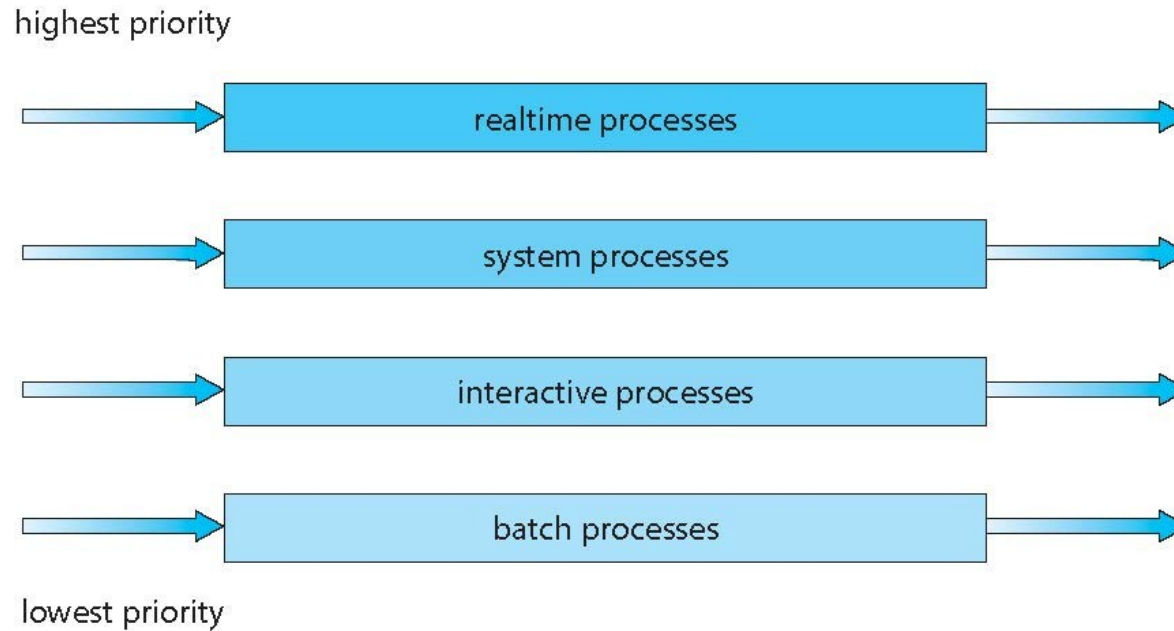 highest priority
realtime processes
system processes
interactive processes
batch processes
lowest priority